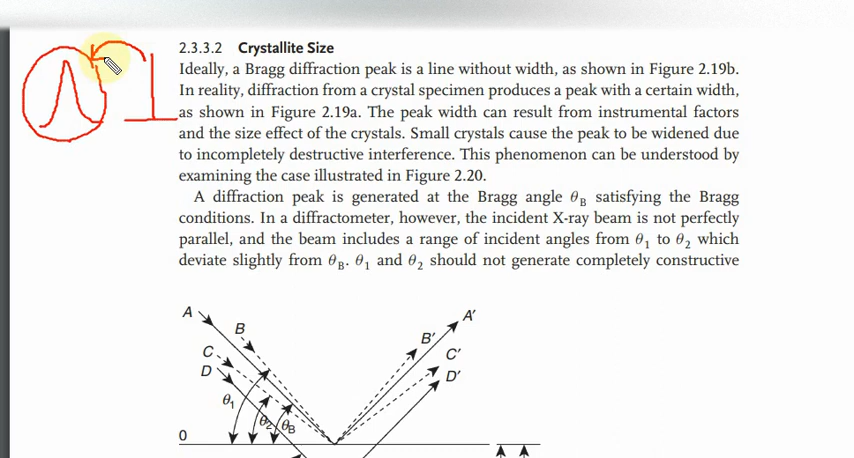 2.3.3.2 Crystallite Size
Ideally, a Bragg diffraction peak is a line without width, as shown in Figure 2.19b.
In reality, diffraction from a crystal specimen produces a peak with a certain width,
as shown in Figure 2.19a. The peak width can result from instrumental factors
and the size effect of the crystals. Small crystals cause the peak to be widened due
to incompletely destructive interference. This phenomenon can be understood by
examining the case illustrated in Figure 2.20.
A diffraction peak is generated at the Bragg angle θB satisfying the Bragg
conditions. In a diffractometer, however, the incident X-ray beam is not perfectly
parallel, and the beam includes a range of incident angles from θ1 to θ2 which
deviate slightly from θB. θ1 and θ2 should not generate completely constructive
A
B
C
D
A′
B′
C′
D′
θ1
θ2
θB
0